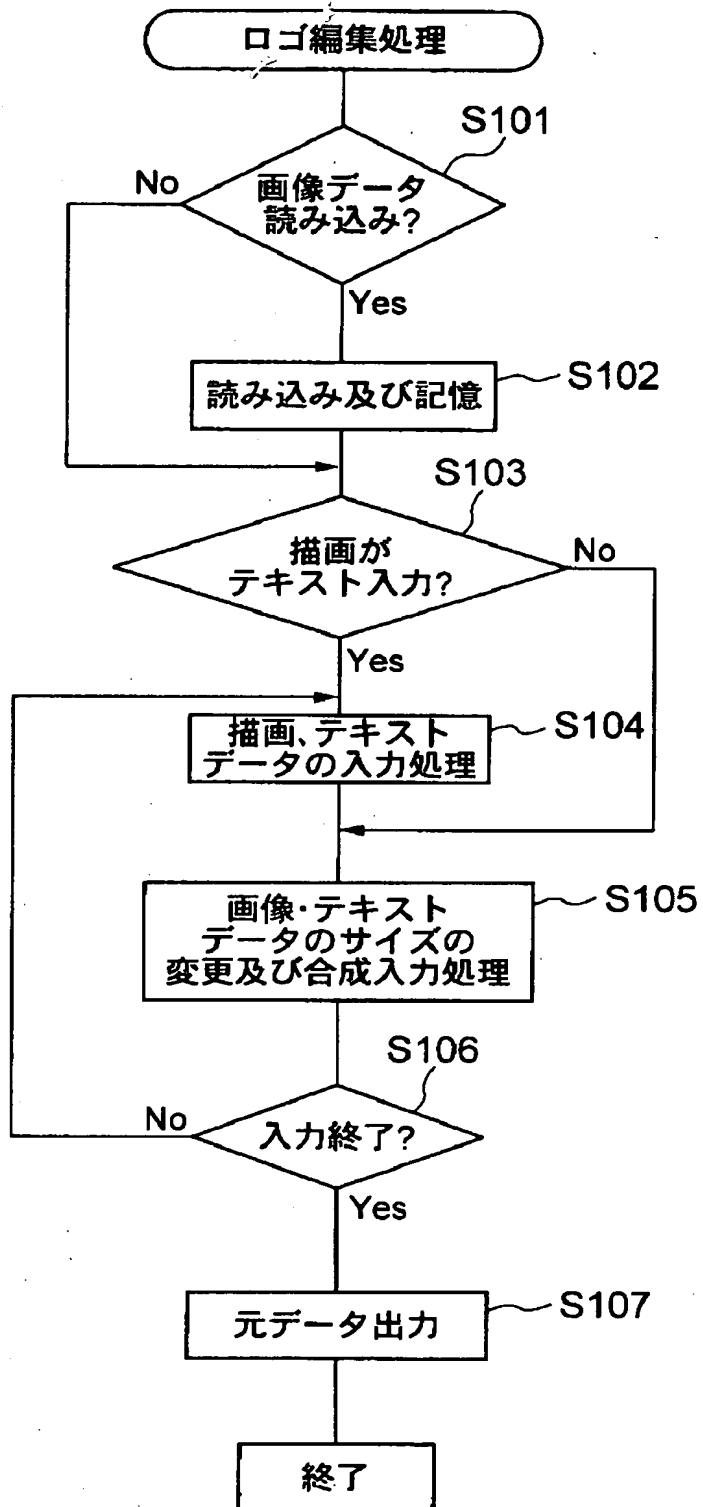 ロゴ編集処理
S101
No
画像データ
読み込み?
Yes
読み込み及び記憶
S102
S103
描画が
テキスト入力?
No
Yes
描画、テキスト
データの入力処理
S104
画像・テキスト
データのサイズの
変更及び合成入力処理
S105
S106
No
入力終了?
Yes
元データ出力
S107
終了